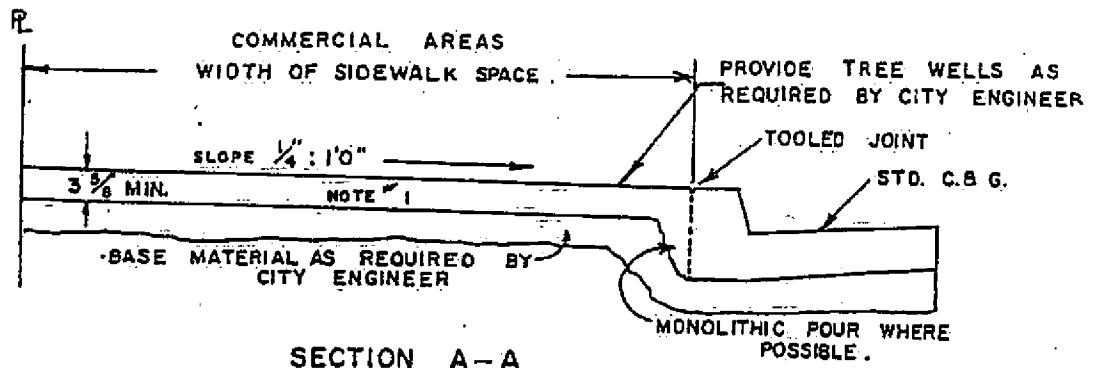 PL
COMMERCIAL AREAS
WIDTH OF SIDEWALK SPACE.
PROVIDE TREE WELLS AS
REQUIRED BY CITY ENGINEER
TOOLED JOINT
SLOPE 1/4" : 1'0"
STD. C.& G.
3 5/8" MIN.
NOTE # 1
BASE MATERIAL AS REQUIRED BY
CITY ENGINEER
MONOLITHIC POUR WHERE
POSSIBLE.
SECTION A-A